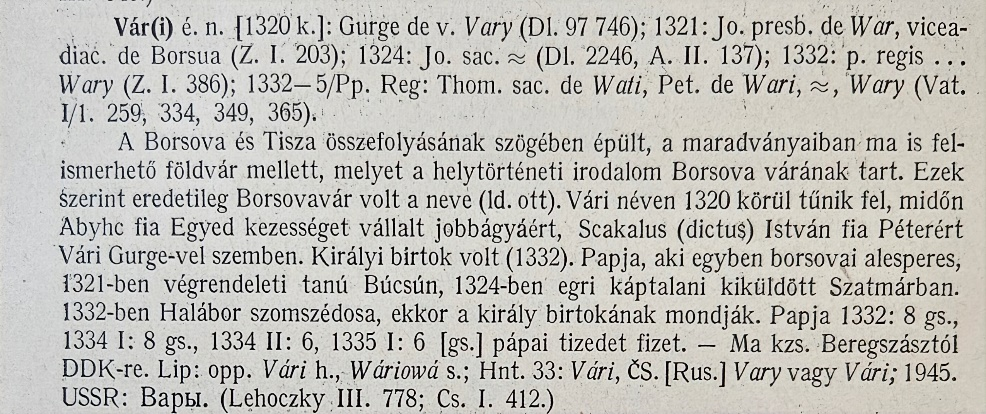 Vár(i) é. n. [1320 k.]: Gurge de v. Vary (Dl. 97 746); 1321: Jo. presb. de War, vicea-
diac. de Borsua (Z. I. 203); 1324: Jo. sac. ≈ (Dl. 2246, A. II. 137); 1332: p. regis ...
Wary (Z. I. 386); 1332–5/Pp. Reg: Thom. sac. de Wati, Pet. de Wari, ≈, Wary (Vat.
I/1. 259, 334, 349, 365).
A Borsova és Tisza összefolyásának szögében épült, a maradványaiban ma is fel-
ismerhető földvár mellett, melyet a helytörténeti irodalom Borsova várának tart. Ezek
szerint eredetileg Borsovavár volt a neve (ld. ott). Vári néven 1320 körül tűnik fel, midőn
Abyhc fia Egyed kezességet vállalt jobbágyáért, Scakalus (dictus) István fia Péterért
Vári Gurge-vel szemben. Királyi birtok volt (1332). Papja, aki egyben borsovai alesperes,
1321-ben végrendeleti tanú Búcsún, 1324-ben egri káptalani kiküldött Szatmárban.
1332-ben Halábor szomszédosa, ekkor a király birtokának mondják. Papja 1332: 8 gs.,
1334 I: 8 gs., 1334 II: 6, 1335 I: 6 [gs.] pápai tizedet fizet. — Ma kzs. Beregszásztól
DDK-re. Lip: opp. Vári h., Wáriowá s.; Hnt. 33: Vári, ČS. [Rus.] Vary vagy Vári; 1945.
USSR: Вары. (Lehoczky III. 778; Cs. I. 412.)